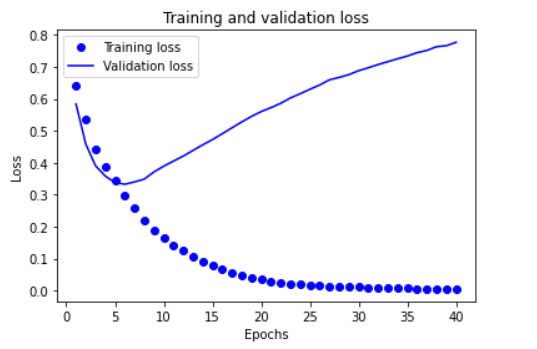 Training and validation loss
Training loss
Validation loss
0.8
0.7
0.6
0.5
0.4
0.3
0.2
0.1
0.0
Loss
0 5 10 15 20 25 30 35 40
Epochs